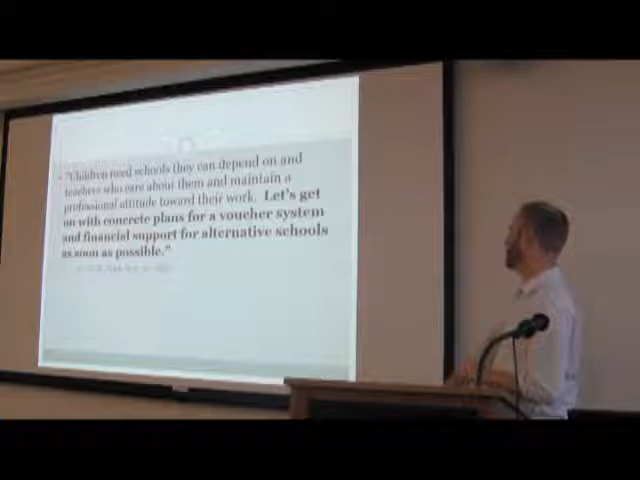 "Children need schools they can depend on and
teachers who care about them and maintain a
professional attitude toward their work. Let's get
on with concrete plans for a voucher system
and financial support for alternative schools
as soon as possible."